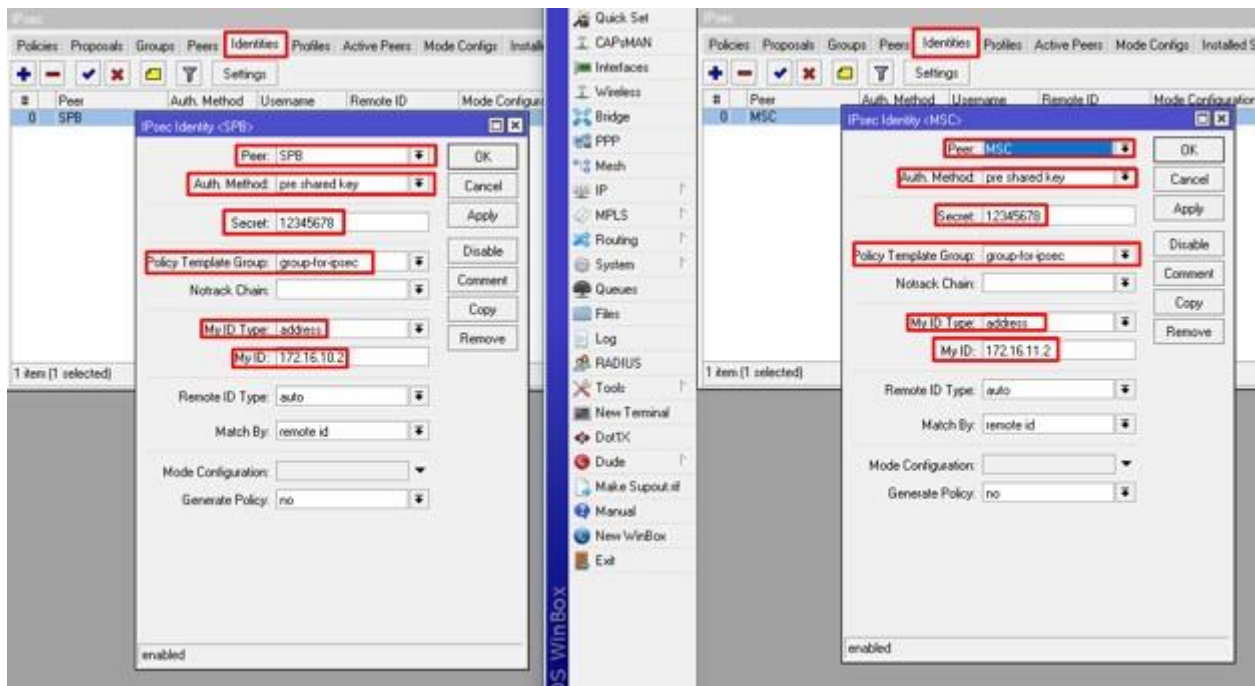 IPsec
Policies Proposals Groups Peers Identities Profiles Active Peers Mode Configs
Settings
# Peer Auth. Method Username Remote ID Mode Configur
0 SPB
IPsec Identity <SPB>
Peer: SPB
OK
Auth. Method: pre shared key
Cancel
Secret: 12345678
Apply
Policy Template Group: group-for-ipsec
Disable
Notrack Chain:
Comment
Copy
My ID Type: address
Remove
My ID: 172.16.10.2
Remote ID Type: auto
Match By: remote id
Mode Configuration:
Generate Policy: no
enabled
1 item (1 selected)
OS WinBox
Quick Set
CAPsMAN
Interfaces
Wireless
Bridge
PPP
Mesh
IP
MPLS
Routing
System
Queues
Files
Log
RADIUS
Tools
New Terminal
Dot1X
Dude
Make Supout.rif
Manual
New WinBox
Exit
IPsec
Policies Proposals Groups Peers Identities Profiles Active Peers Mode Configs Installed S
Settings
# Peer Auth. Method Username Remote ID Mode Configuration
0 MSC
IPsec Identity <MSC>
Peer: MSC
OK
Auth. Method: pre shared key
Cancel
Secret: 12345678
Apply
Policy Template Group: group-for-ipsec
Disable
Notrack Chain:
Comment
Copy
My ID Type: address
Remove
My ID: 172.16.11.2
Remote ID Type: auto
Match By: remote id
Mode Configuration:
Generate Policy: no
enabled
1 item (1 selected)